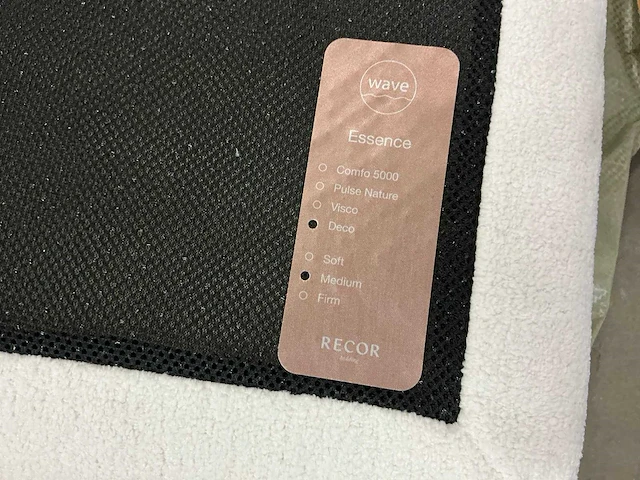 wave
Essence
Comfo 5000
Pulse Nature
Visco
Deco
Soft
Medium
Firm
RECOR